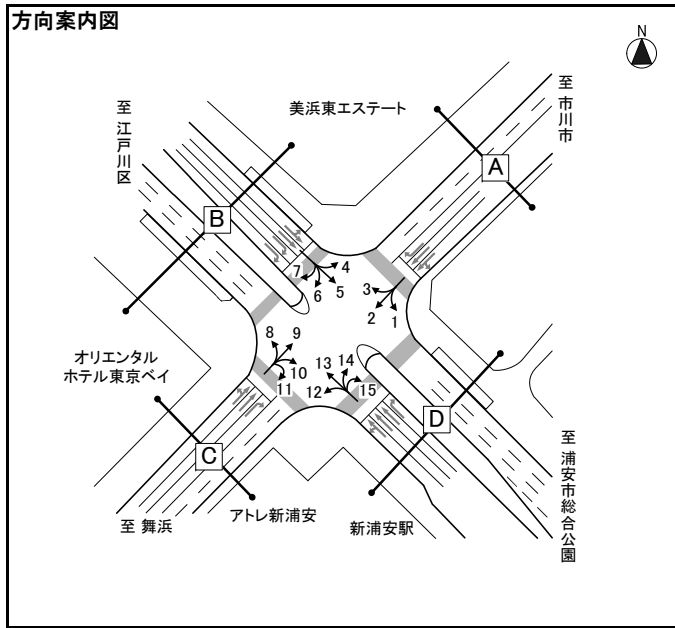 方向案内図
N
美浜東エステート
至 市川市
至 江戸川区
A
B
4
7
6
5
3
2
1
8
9
10
11
13
14
12
15
オリエンタル
ホテル東京ベイ
D
C
至 浦安市総合公園
アトレ新浦安
新浦安駅
至 舞浜